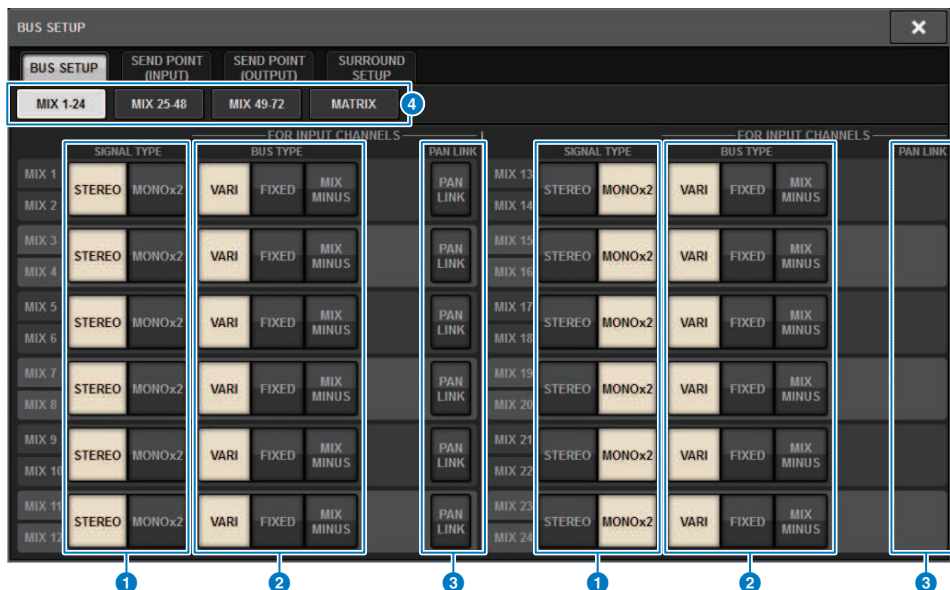 BUS SETUP
BUS SETUP
SEND POINT (INPUT)
SEND POINT (OUTPUT)
SURROUND SETUP
MIX 1-24
MIX 25-48
MIX 49-72
MATRIX
4
FOR INPUT CHANNELS
FOR INPUT CHANNELS
SIGNAL TYPE BUS TYPE PAN LINK SIGNAL TYPE BUS TYPE PAN LINK
MIX 1 MIX 2 STEREO MONOx2 VARI FIXED MIX MINUS PAN LINK MIX 13 MIX 14 STEREO MONOx2 VARI FIXED MIX MINUS
MIX 3 MIX 4 STEREO MONOx2 VARI FIXED MIX MINUS PAN LINK MIX 15 MIX 16 STEREO MONOx2 VARI FIXED MIX MINUS
MIX 5 MIX 6 STEREO MONOx2 VARI FIXED MIX MINUS PAN LINK MIX 17 MIX 18 STEREO MONOx2 VARI FIXED MIX MINUS
MIX 7 MIX 8 STEREO MONOx2 VARI FIXED MIX MINUS PAN LINK MIX 19 MIX 20 STEREO MONOx2 VARI FIXED MIX MINUS
MIX 9 MIX 10 STEREO MONOx2 VARI FIXED MIX MINUS PAN LINK MIX 21 MIX 22 STEREO MONOx2 VARI FIXED MIX MINUS
MIX 11 MIX 12 STEREO MONOx2 VARI FIXED MIX MINUS PAN LINK MIX 23 MIX 24 STEREO MONOx2 VARI FIXED MIX MINUS
1 2 3 1 2 3